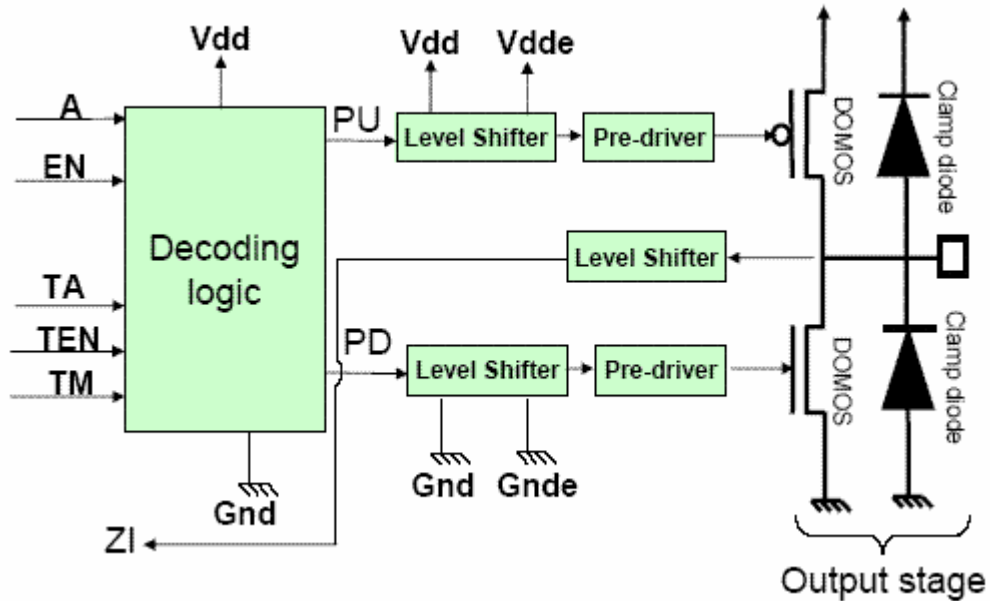 Vdd
Vdd
Vdde
A
PU
Level Shifter
Pre-driver
DOMOS
Clamp diode
EN
Decoding
logic
Level Shifter
TA
TEN
TM
PD
Level Shifter
Pre-driver
DOMOS
Clamp diode
Gnd
Gnd
Gnde
ZI
Output stage